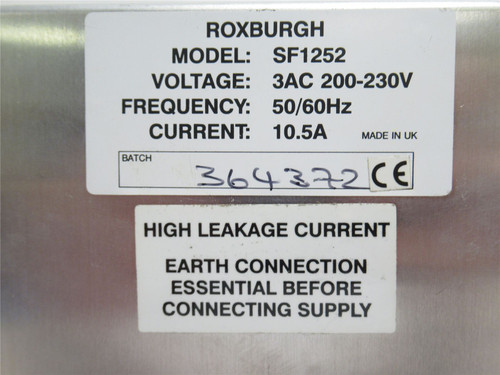 ROXBURGH
MODEL: SF1252
VOLTAGE: 3AC 200-230V
FREQUENCY: 50/60Hz
CURRENT: 10.5A MADE IN UK
BATCH
364372 CE
HIGH LEAKAGE CURRENT
EARTH CONNECTION
ESSENTIAL BEFORE
CONNECTING SUPPLY